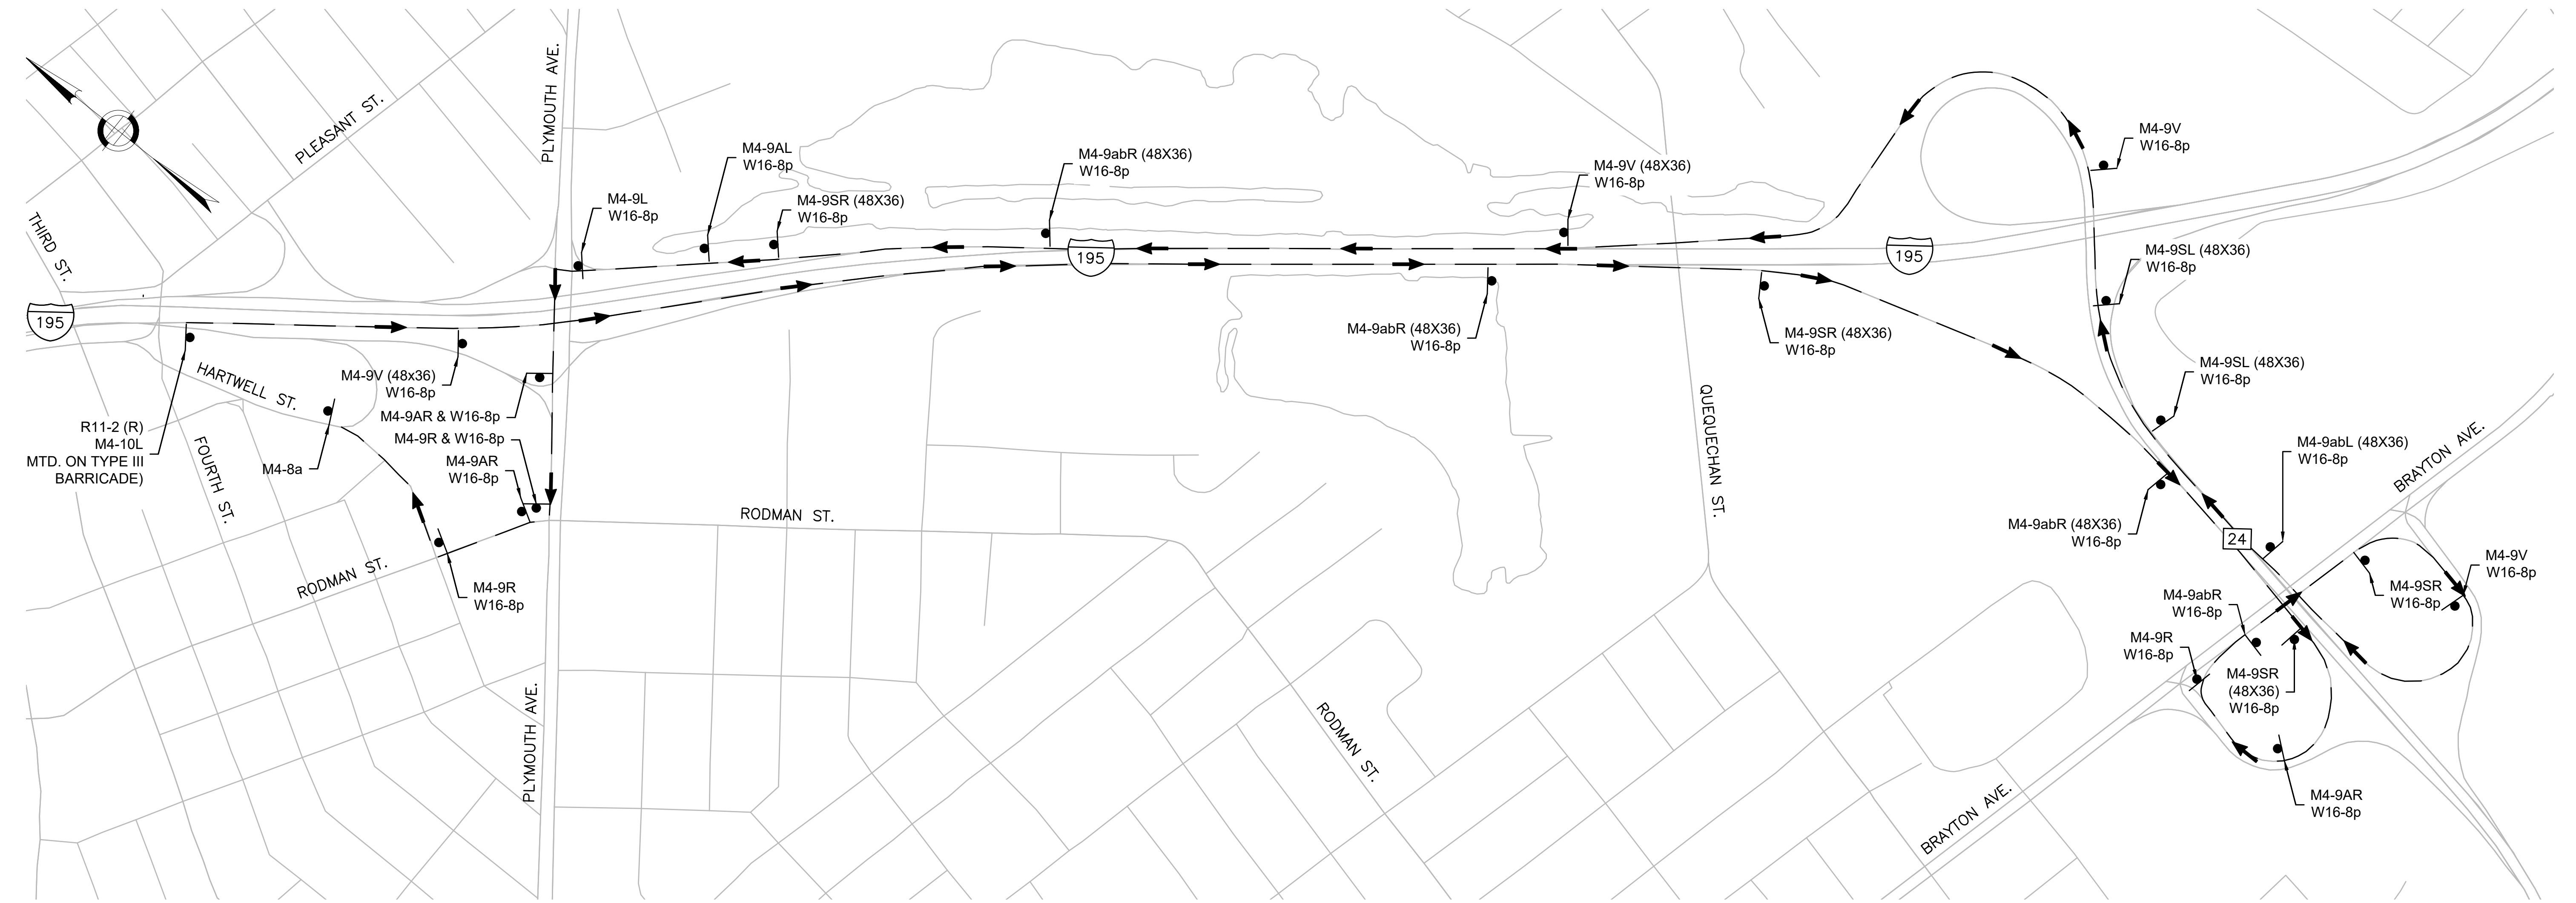 PLYMOUTH AVE.
PLEASANT ST.
THIRD ST.
M4-9L
W16-8p
M4-9AL
W16-8p
M4-9SR (48X36)
W16-8p
M4-9abR (48X36)
W16-8p
M4-9V (48X36)
W16-8p
M4-9V
W16-8p
195
195
195
M4-9SL (48X36)
W16-8p
M4-9abR (48X36)
W16-8p
M4-9SR (48X36)
W16-8p
M4-9SL (48X36)
W16-8p
HARTWELL ST.
M4-9V (48x36)
W16-8p
M4-9AR & W16-8p
M4-9R & W16-8p
M4-9AR
W16-8p
R11-2 (R)
M4-10L
MTD. ON TYPE III
BARRICADE)
M4-8a
FOURTH ST.
QUEQUECHAN ST.
M4-9abL (48X36)
W16-8p
BRAYTON AVE.
M4-9abR (48X36)
W16-8p
24
RODMAN ST.
RODMAN ST.
M4-9R
W16-8p
M4-9V
W16-8p
M4-9SR
W16-8p
M4-9abR
W16-8p
M4-9R
W16-8p
M4-9SR
(48X36)
W16-8p
PLYMOUTH AVE.
RODMAN ST.
M4-9AR
W16-8p
BRAYTON AVE.